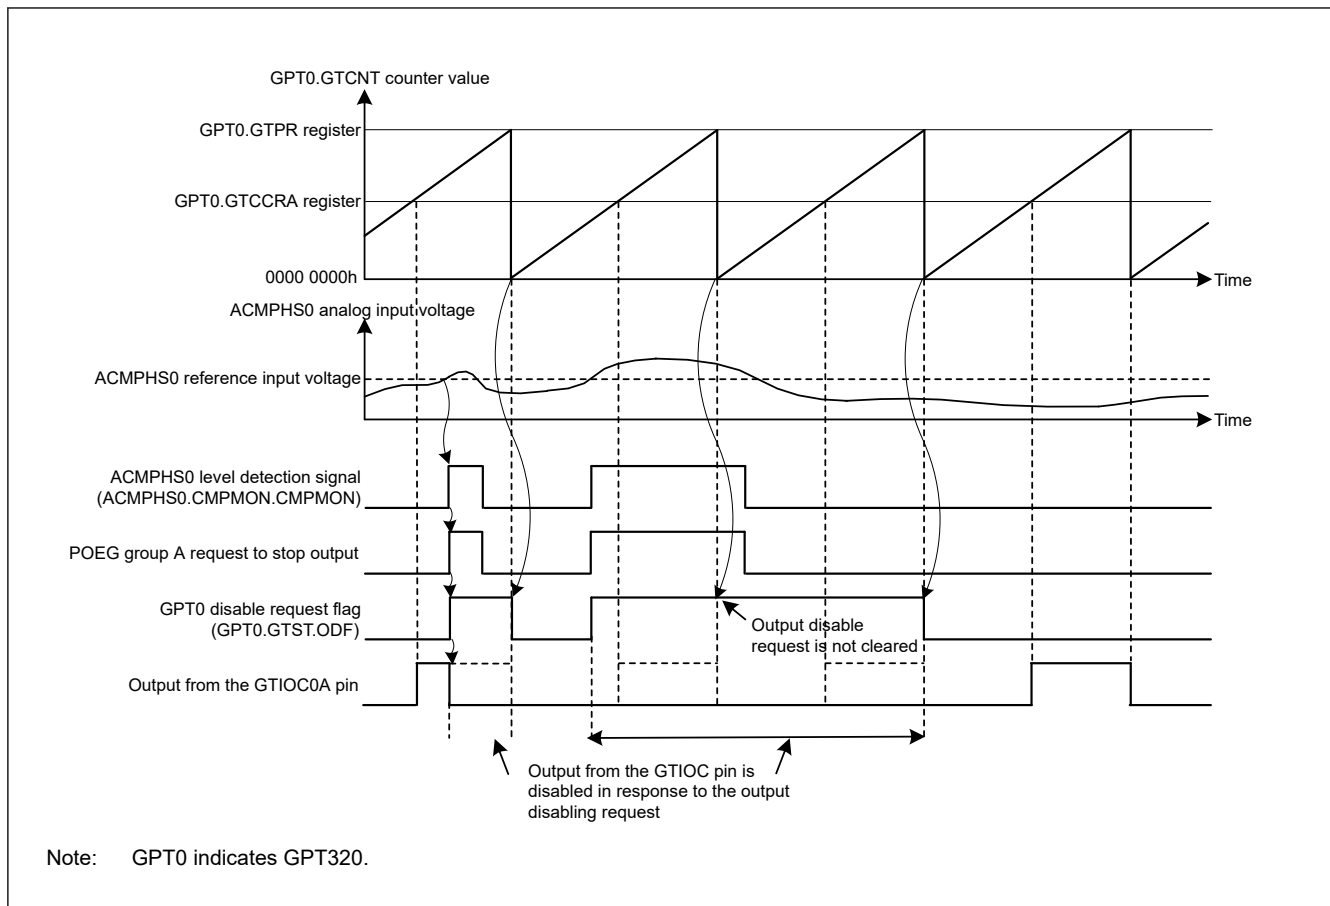 GPT0.GTCNT counter value
GPT0.GTPR register
GPT0.GTCCRA register
0000 0000h
Time
ACMPHS0 analog input voltage
ACMPHS0 reference input voltage
Time
ACMPHS0 level detection signal
(ACMPHS0.CMPMON.CMPMON)
POEG group A request to stop output
GPT0 disable request flag
(GPT0.GTST.ODF)
Output disable
request is not cleared
Output from the GTIOC0A pin
Output from the GTIOC pin is
disabled in response to the output
disabling request
Note: GPT0 indicates GPT320.